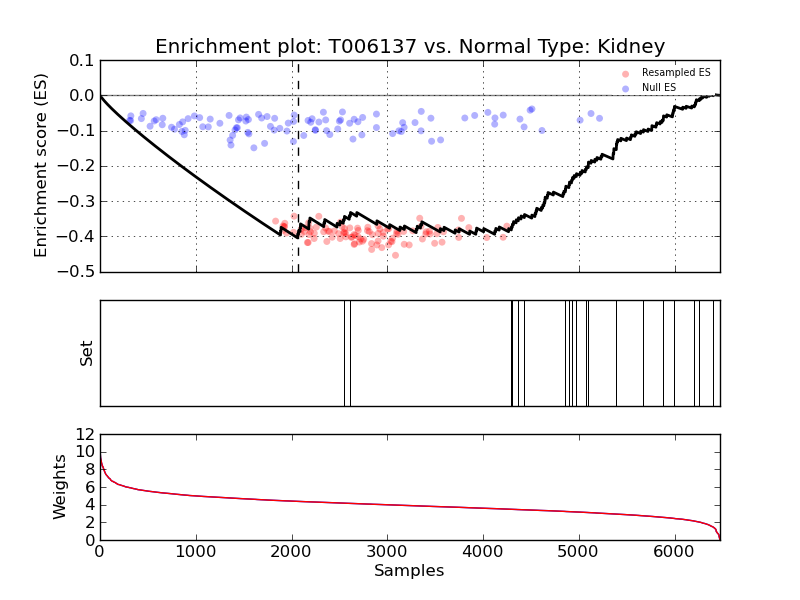 Enrichment plot: T006137 vs. Normal Type: Kidney
0.1
0.0
−0.1
−0.2
−0.3
−0.4
−0.5
Enrichment score (ES)
Resampled ES
Null ES
Set
12
10
8
6
4
2
0
Weights
0 1000 2000 3000 4000 5000 6000
Samples